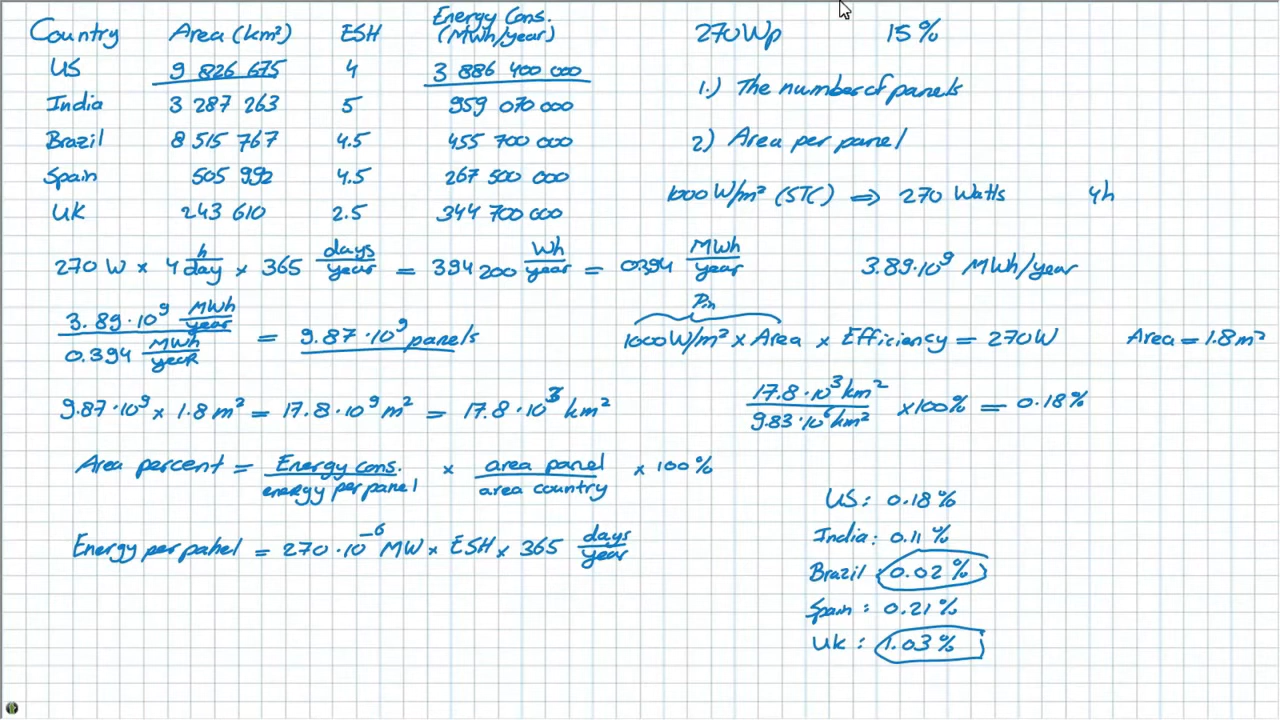 Country Area (km²) ESH Energy Cons. (MWh/year)
US 9 826 675 4 3 886 400 000
India 3 287 263 5 959 070 000
Brazil 8 515 767 4.5 455 700 000
Spain 505 992 4.5 267 500 000
UK 243 610 2.5 344 700 000
270Wp 15%
1.) The number of panels
2) Area per panel
1000 W/m² (STC) ⇒ 270 Watts 4h
270 W × 4 h/day × 365 days/year = 394 200 Wh/year = 0.394 MWh/year 3.89·10⁹ MWh/year
3.89·10⁹ MWh/year / 0.394 MWh/year = 9.87·10⁹ panels
Pin
1000W/m² × Area × Efficiency = 270W Area = 1.8m²
9.87·10⁹ × 1.8 m² = 17.8·10⁹ m² = 17.8·10³ km²
17.8·10³ km² / 9.83·10⁶ km² ×100% = 0.18%
Area percent = Energy cons. / energy per panel × area panel / area country × 100%
Energy per panel = 270·10⁻⁶ MW × ESH × 365 days/year
US: 0.18%
India: 0.11%
Brazil: 0.02%
Spain: 0.21%
UK: 1.03%